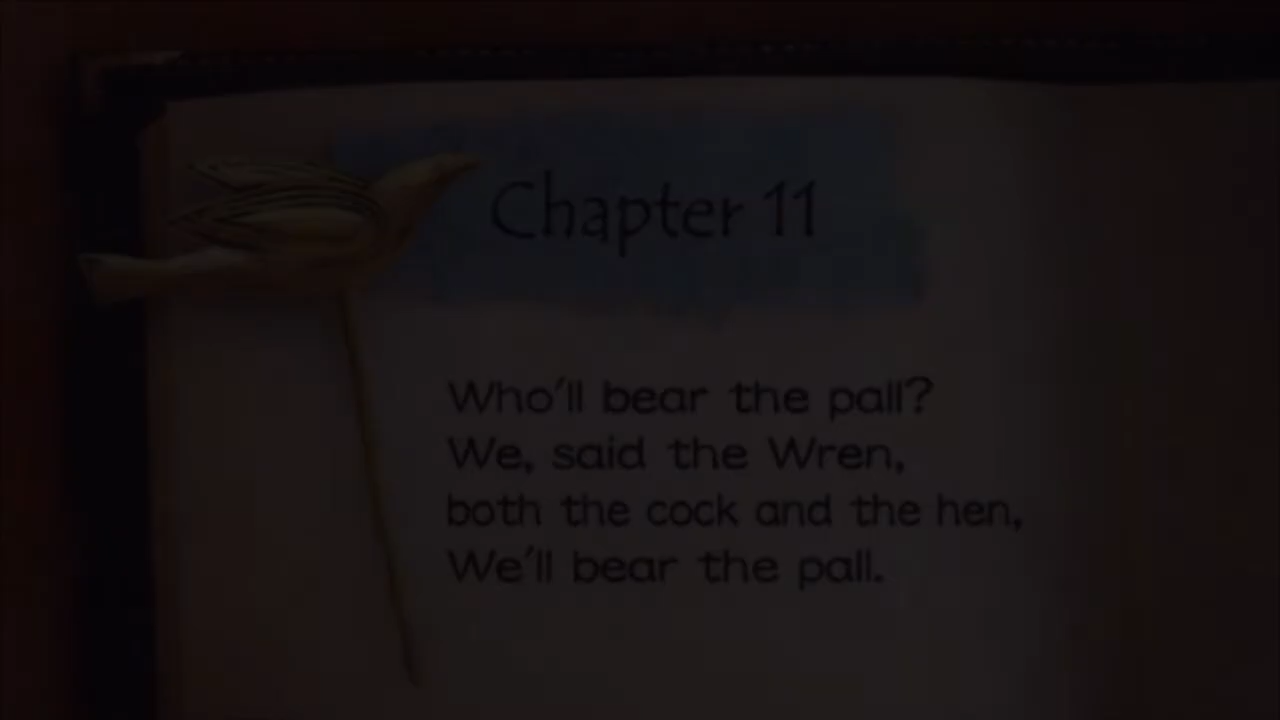 Chapter 11
Who'll bear the pall?
We, said the Wren,
both the cock and the hen,
We'll bear the pall.